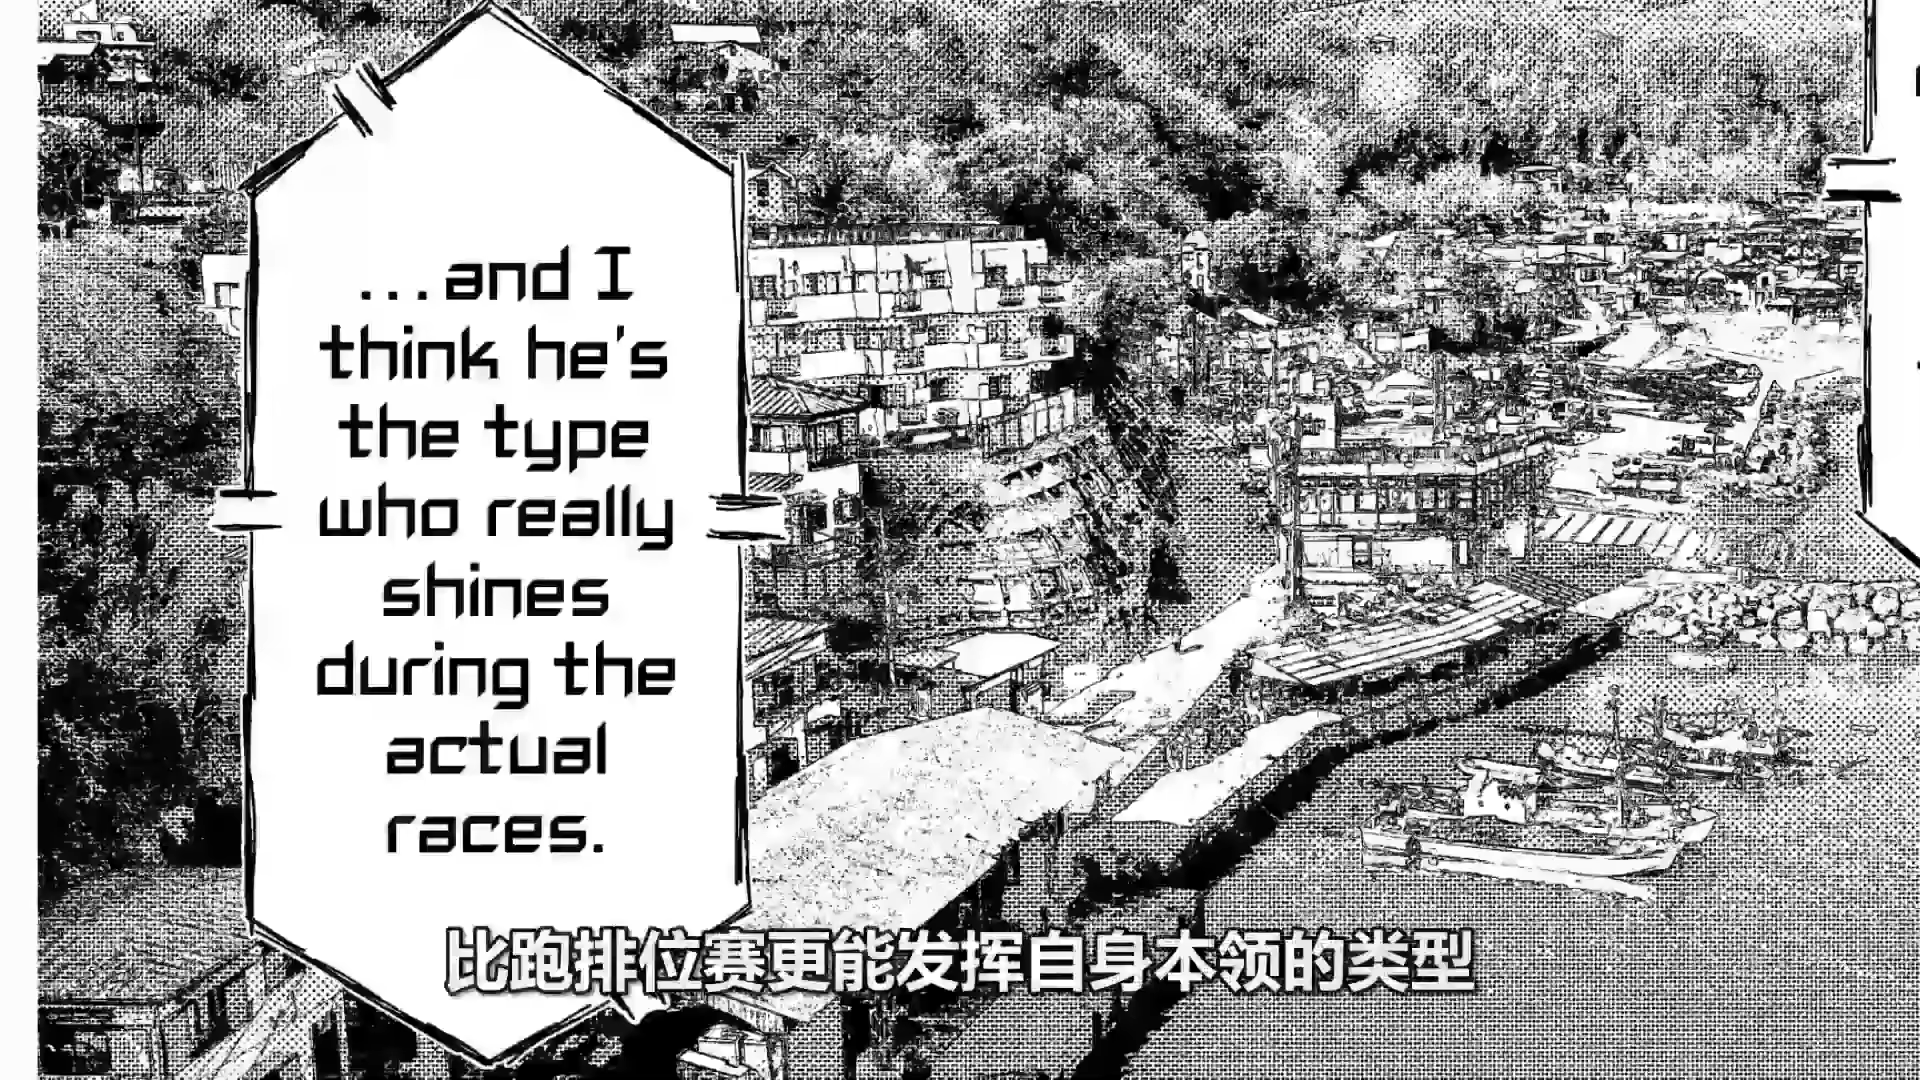 ...and I
think he's
the type
who really
shines
during the
actual
races.
比跑排位赛更能发挥自身本领的类型